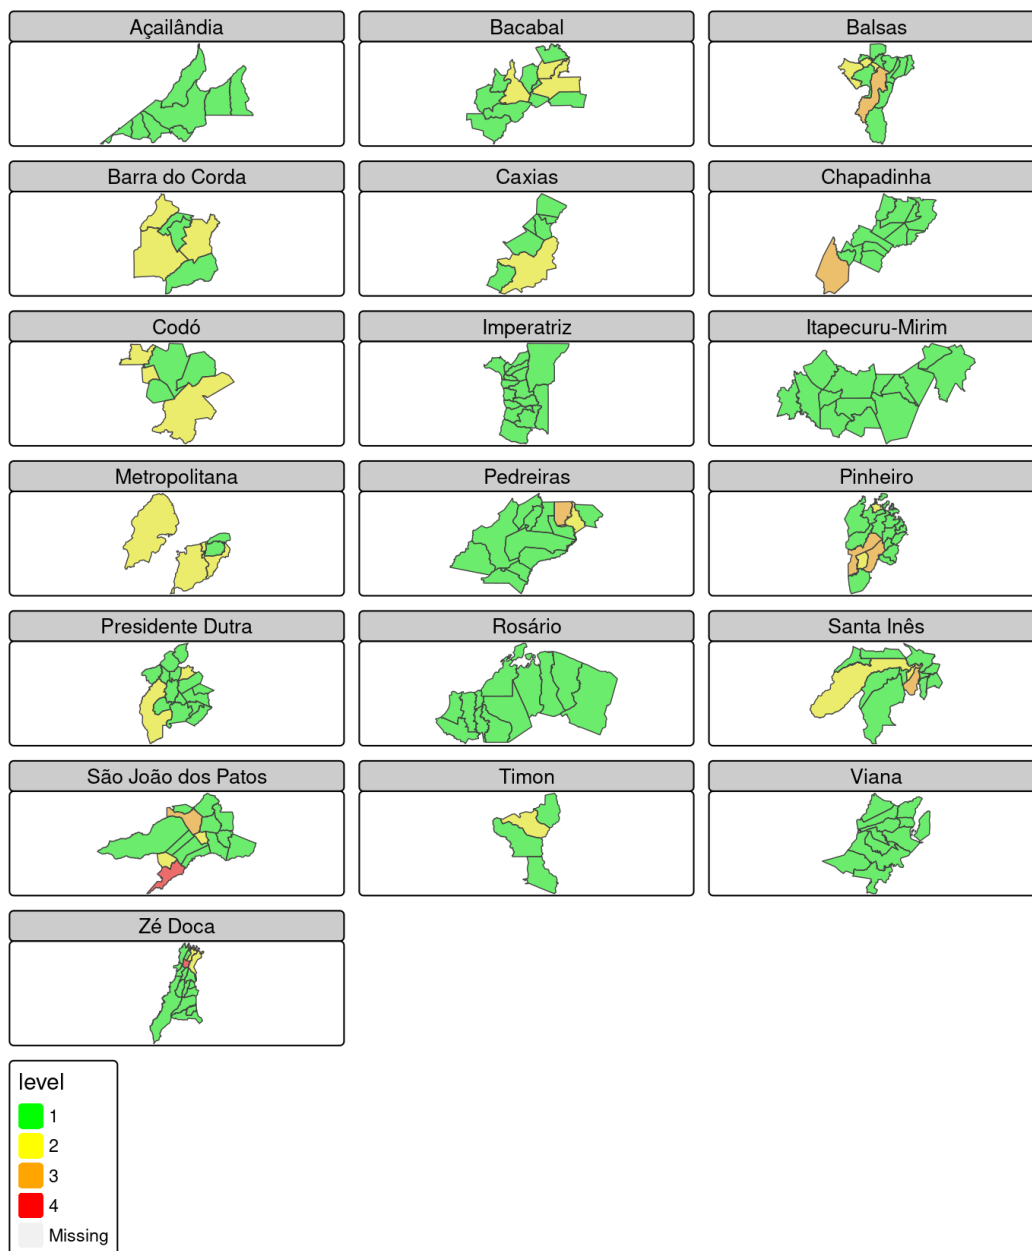 Açailândia
Bacabal
Balsas
Barra do Corda
Caxias
Chapadinha
Codó
Imperatriz
Itapecuru-Mirim
Metropolitana
Pedreiras
Pinheiro
Presidente Dutra
Rosário
Santa Inês
São João dos Patos
Timon
Viana
Zé Doca
level
1
2
3
4
Missing